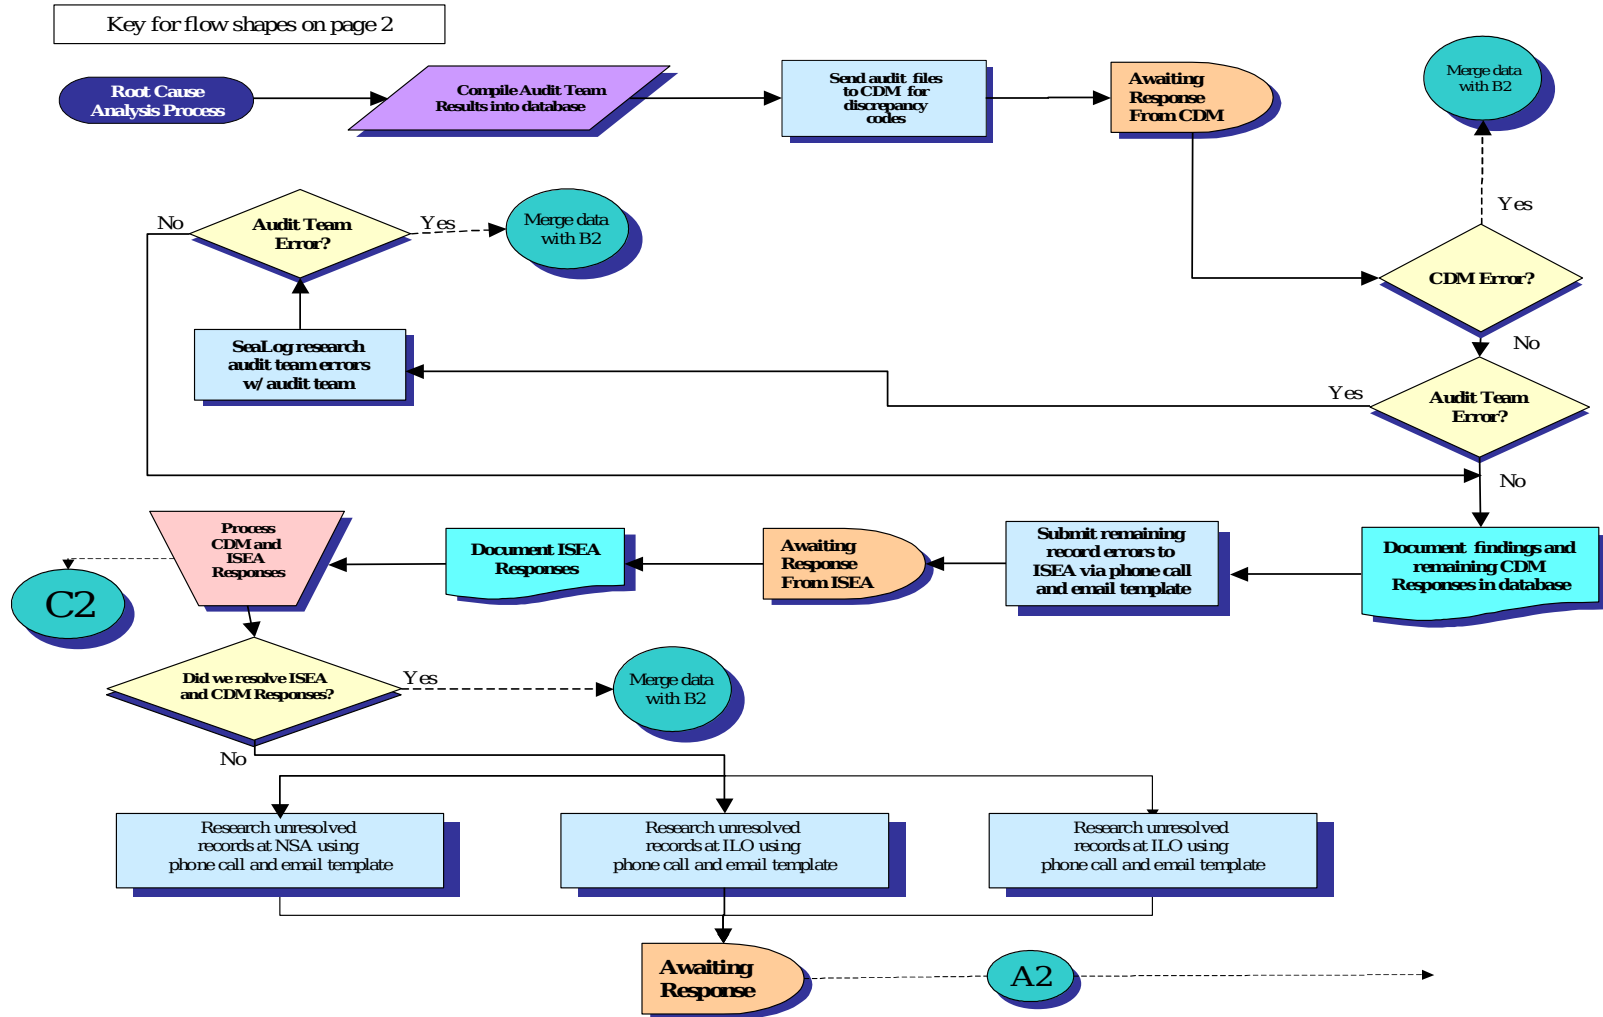 Key for flow shapes on page 2
Root Cause
Analysis Process
Compile Audit Team
Results into database
Send audit files
to CDM for
discrepancy
codes
Awaiting
Response
From CDM
Merge data
with B2
Yes
CDM Error?
No
No
Audit Team
Error?
Yes
Merge data
with B2
SeaLog research
audit team errors
w/ audit team
Yes
Audit Team
Error?
No
Process
CDM and
ISEA
Responses
Document ISEA
Responses
Awaiting
Response
From ISEA
Submit remaining
record errors to
ISEA via phone call
and email template
Document findings and
remaining CDM
Responses in database
C2
Did we resolve ISEA
and CDM Responses?
Yes
Merge data
with B2
No
Research unresolved
records at NSA using
phone call and email template
Research unresolved
records at ILO using
phone call and email template
Research unresolved
records at ILO using
phone call and email template
Awaiting
Response
A2